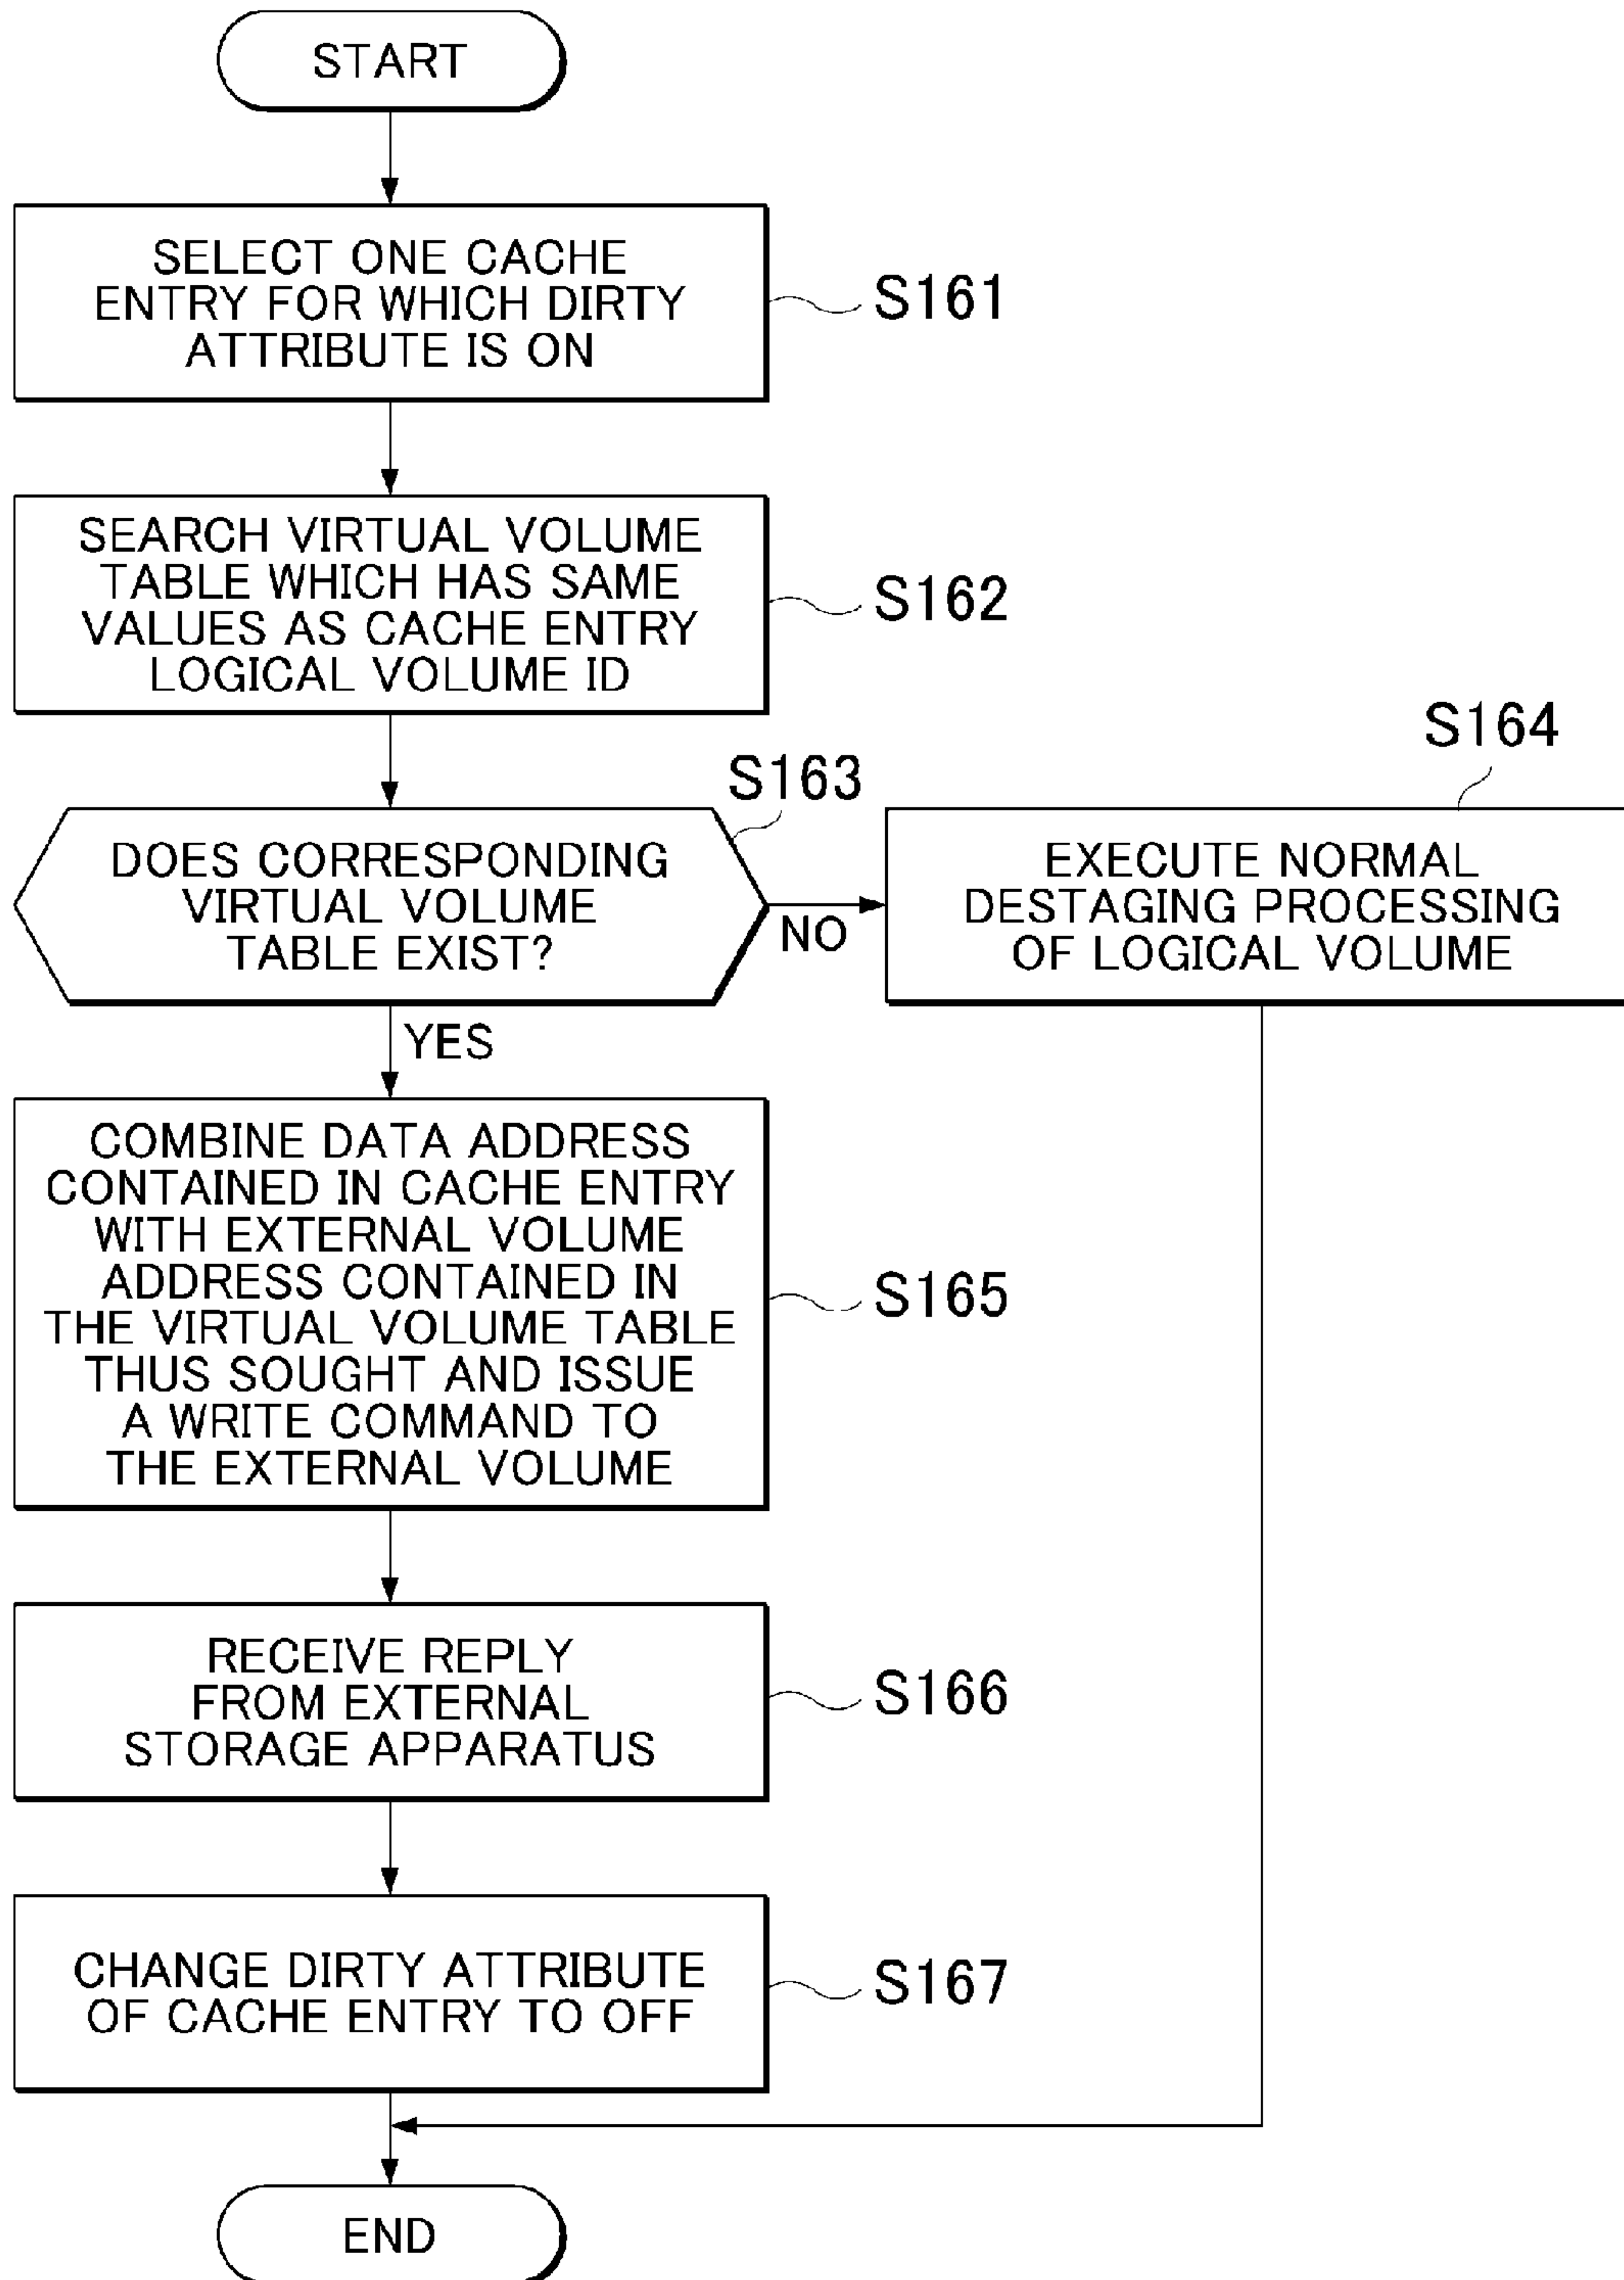 START
SELECT ONE CACHE
ENTRY FOR WHICH DIRTY
ATTRIBUTE IS ON
S161
SEARCH VIRTUAL VOLUME
TABLE WHICH HAS SAME
VALUES AS CACHE ENTRY
LOGICAL VOLUME ID
S162
S163
DOES CORRESPONDING
VIRTUAL VOLUME
TABLE EXIST?
NO
S164
EXECUTE NORMAL
DESTAGING PROCESSING
OF LOGICAL VOLUME
YES
COMBINE DATA ADDRESS
CONTAINED IN CACHE ENTRY
WITH EXTERNAL VOLUME
ADDRESS CONTAINED IN
THE VIRTUAL VOLUME TABLE
THUS SOUGHT AND ISSUE
A WRITE COMMAND TO
THE EXTERNAL VOLUME
S165
RECEIVE REPLY
FROM EXTERNAL
STORAGE APPARATUS
S166
CHANGE DIRTY ATTRIBUTE
OF CACHE ENTRY TO OFF
S167
END